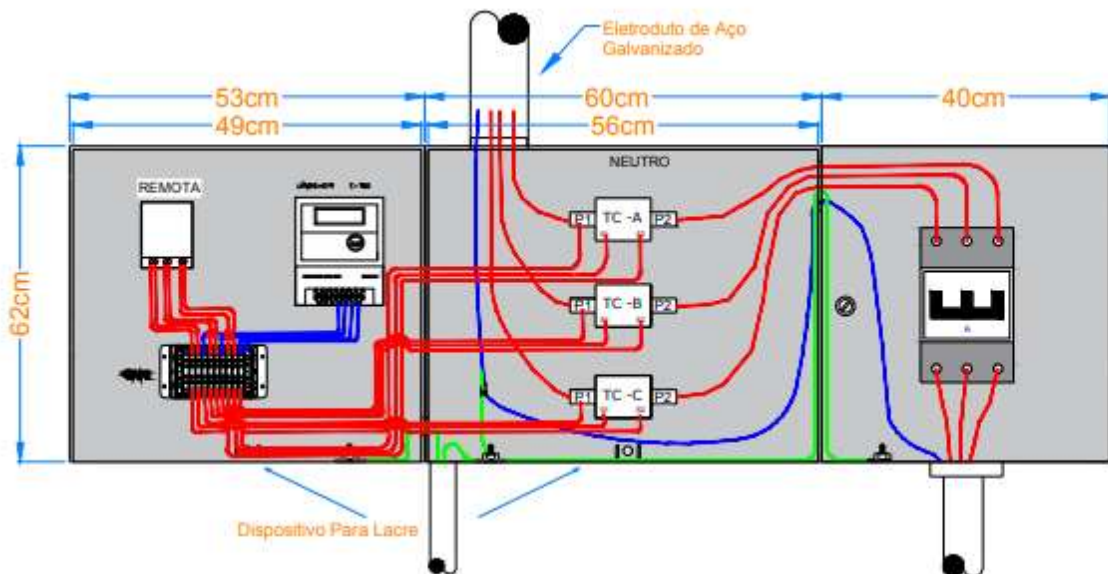 Eletroduto de Aço
Galvanizado
53cm
60cm
40cm
49cm
56cm
NEUTRO
REMOTA
62cm
P1 TC -A P2
P1 TC -B P2
P1 TC -C P2
A
Dispositivo Para Lacre